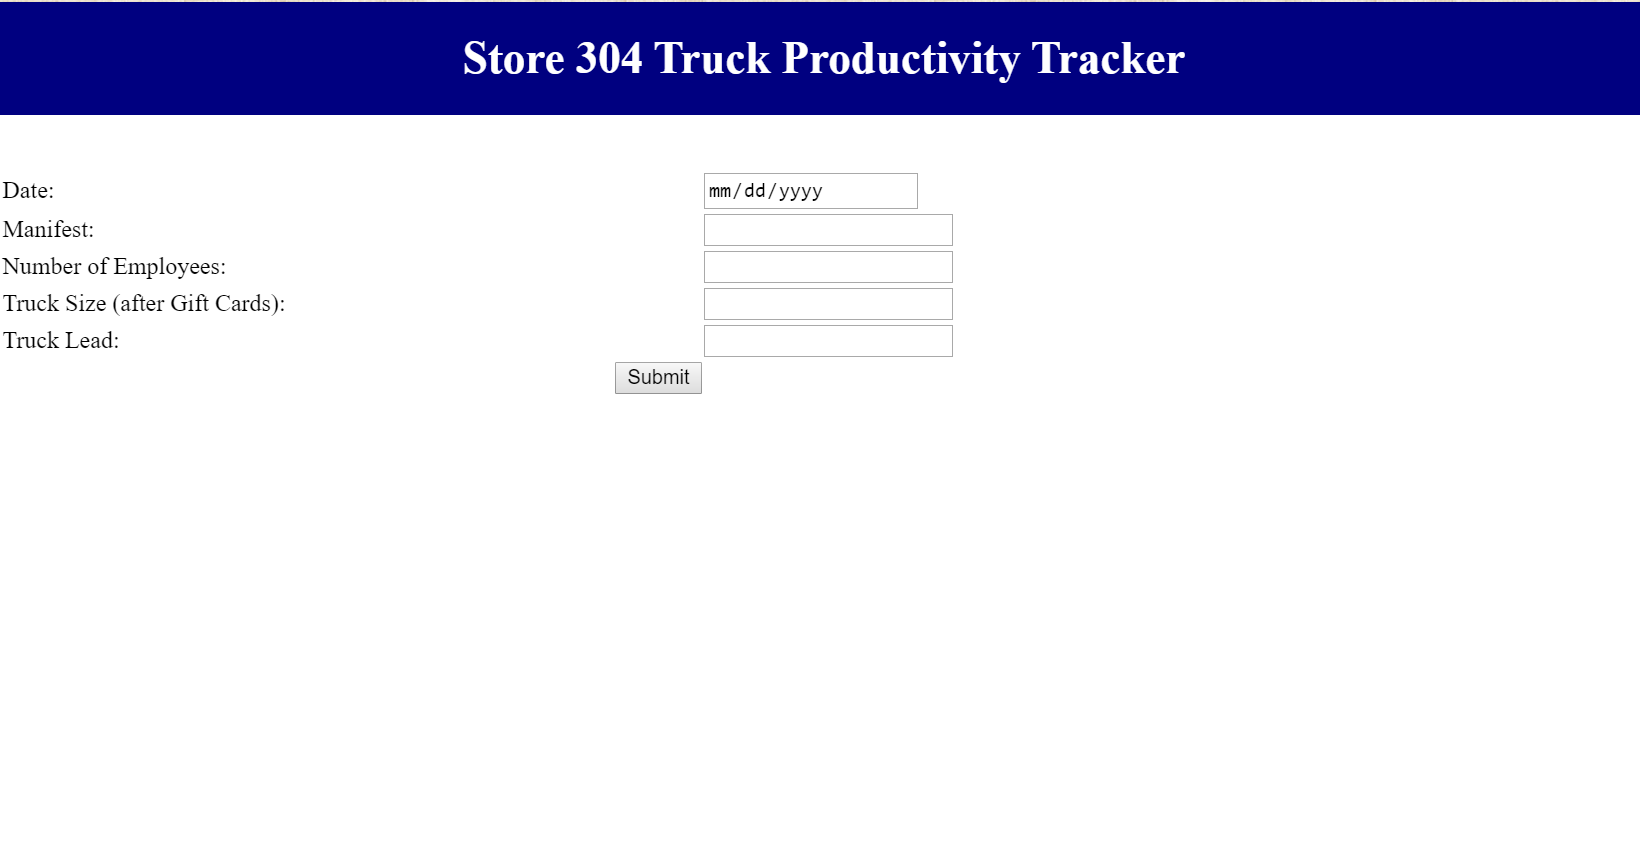 Store 304 Truck Productivity Tracker
Date: mm/dd/yyyy
Manifest:
Number of Employees:
Truck Size (after Gift Cards):
Truck Lead:
Submit